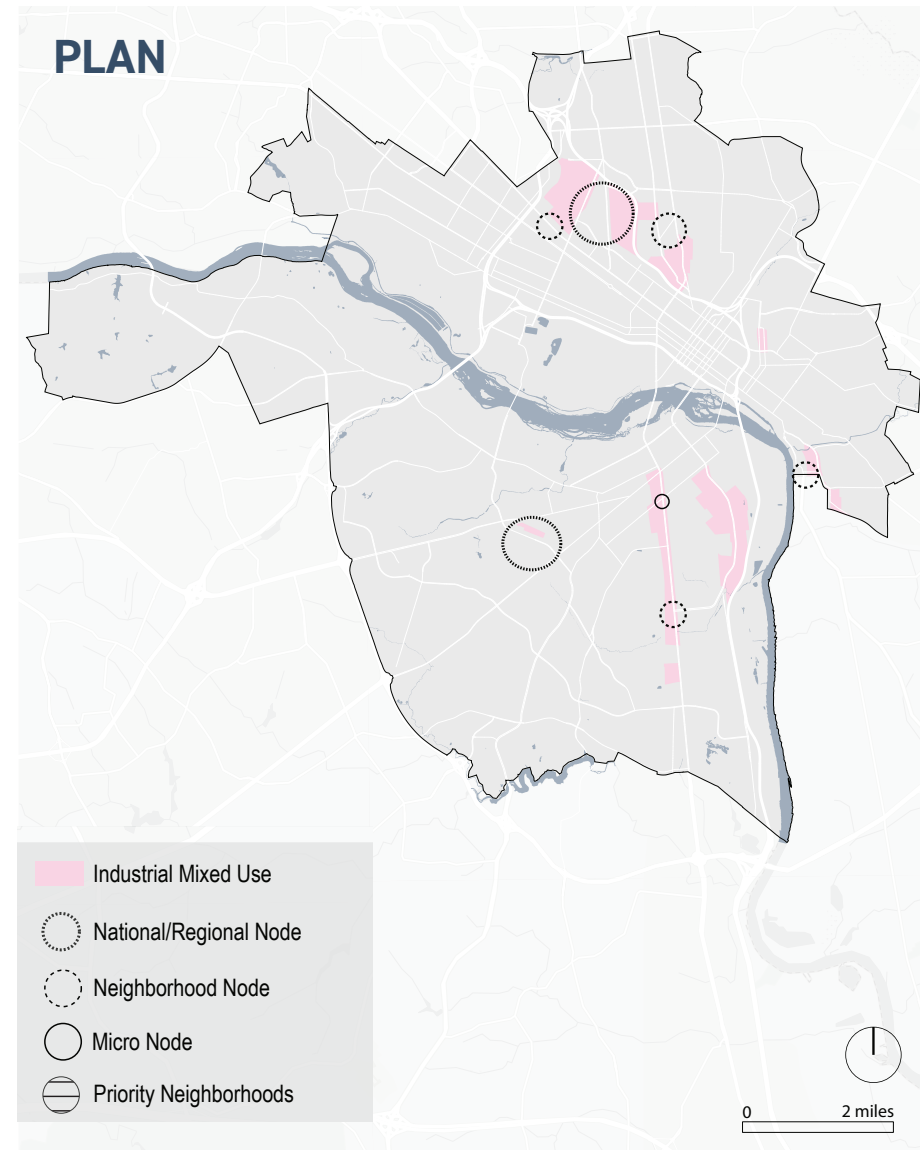 PLAN
Industrial Mixed Use
National/Regional Node
Neighborhood Node
Micro Node
Priority Neighborhoods
0 2 miles